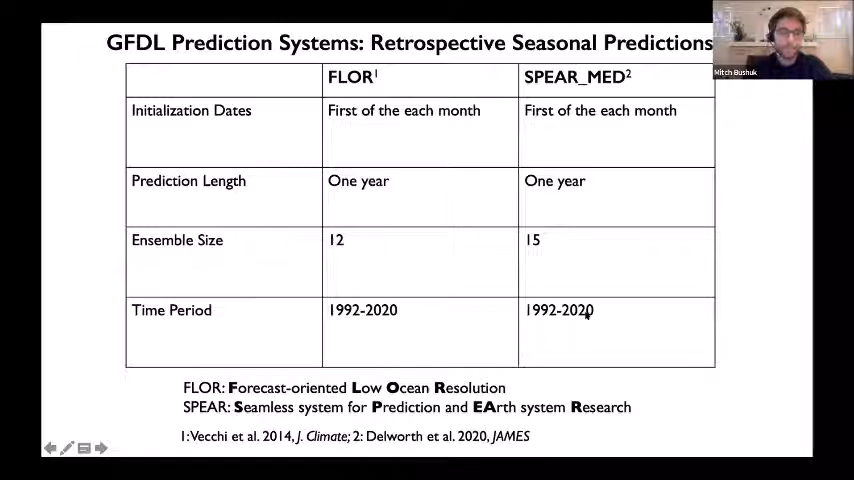 GFDL Prediction Systems: Retrospective Seasonal Predictions
Mitch Bushuk
FLOR1 SPEAR_MED2
Initialization Dates First of the each month First of the each month
Prediction Length One year One year
Ensemble Size 12 15
Time Period 1992-2020 1992-2020
FLOR: Forecast-oriented Low Ocean Resolution
SPEAR: Seamless system for Prediction and EArth system Research
1: Vecchi et al. 2014, J. Climate; 2: Delworth et al. 2020, JAMES